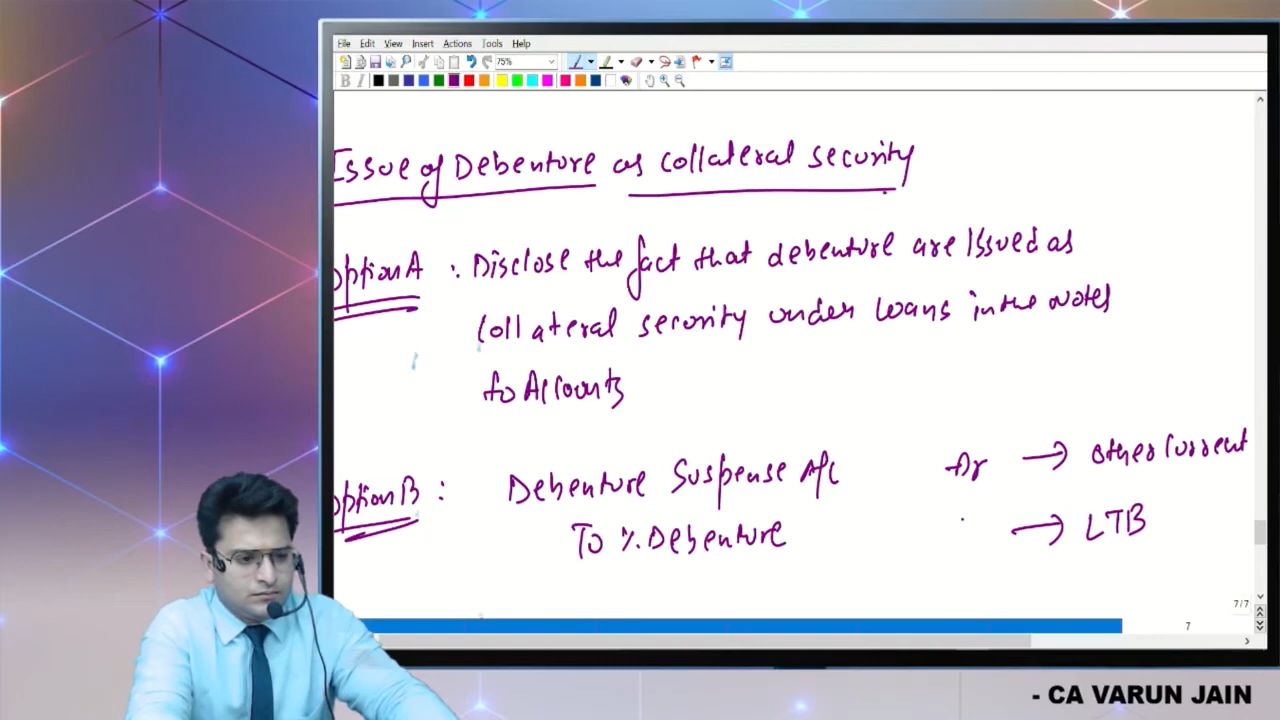 File Edit View Insert Actions Tools Help
75%
Issue of Debenture as collateral security
option A : Disclose the fact that debenture are Issued as
collateral security under Loans in the Notes
to Accounts
option B : Debenture Suspense A/c Dr → other Current
To % Debenture → LTB
7/7
7
- CA VARUN JAIN